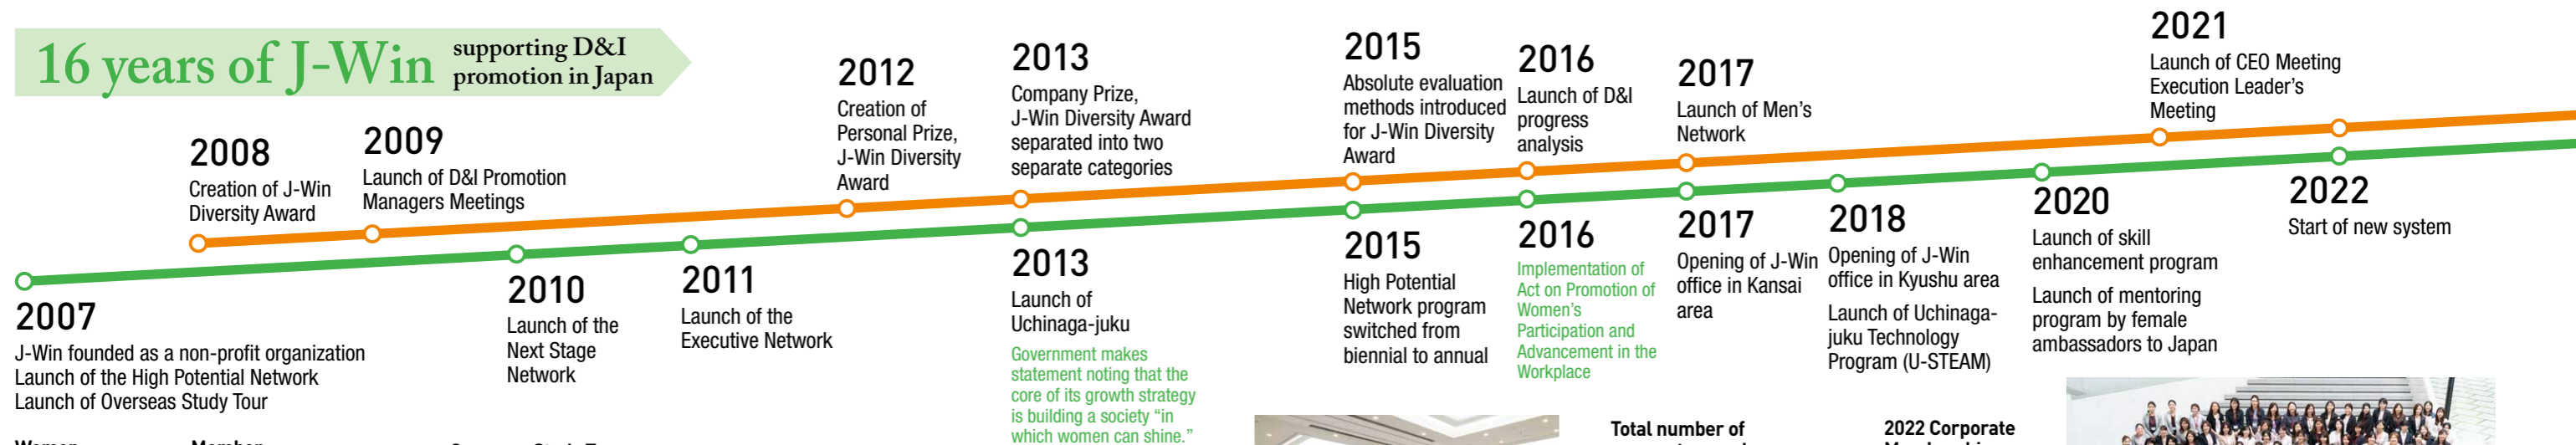 16 years of J-Win
supporting D&I
promotion in Japan
2007
J-Win founded as a non-profit organization
Launch of the High Potential Network
Launch of Overseas Study Tour
2008
Creation of J-Win
Diversity Award
2009
Launch of D&I Promotion
Managers Meetings
2010
Launch of the
Next Stage
Network
2011
Launch of the
Executive Network
2012
Creation of
Personal Prize,
J-Win Diversity
Award
2013
Company Prize,
J-Win Diversity Award
separated into two
separate categories
2013
Launch of
Uchinaga-juku
Government makes
statement noting that the
core of its growth strategy
is building a society “in
which women can shine.”
2015
Absolute evaluation
methods introduced
for J-Win Diversity
Award
2015
High Potential
Network program
switched from
biennial to annual
2016
Launch of D&I
progress
analysis
2016
Implementation of
Act on Promotion of
Women’s
Participation and
Advancement in the
Workplace
2017
Launch of Men’s
Network
2017
Opening of J-Win
office in Kansai
area
2018
Opening of J-Win
office in Kyushu area
Launch of Uchinaga-
juku Technology
Program (U-STEAM)
2020
Launch of skill
enhancement program
Launch of mentoring
program by female
ambassadors to Japan
2021
Launch of CEO Meeting
Execution Leader’s
Meeting
2022
Start of new system
Total number of
2022 Corporate